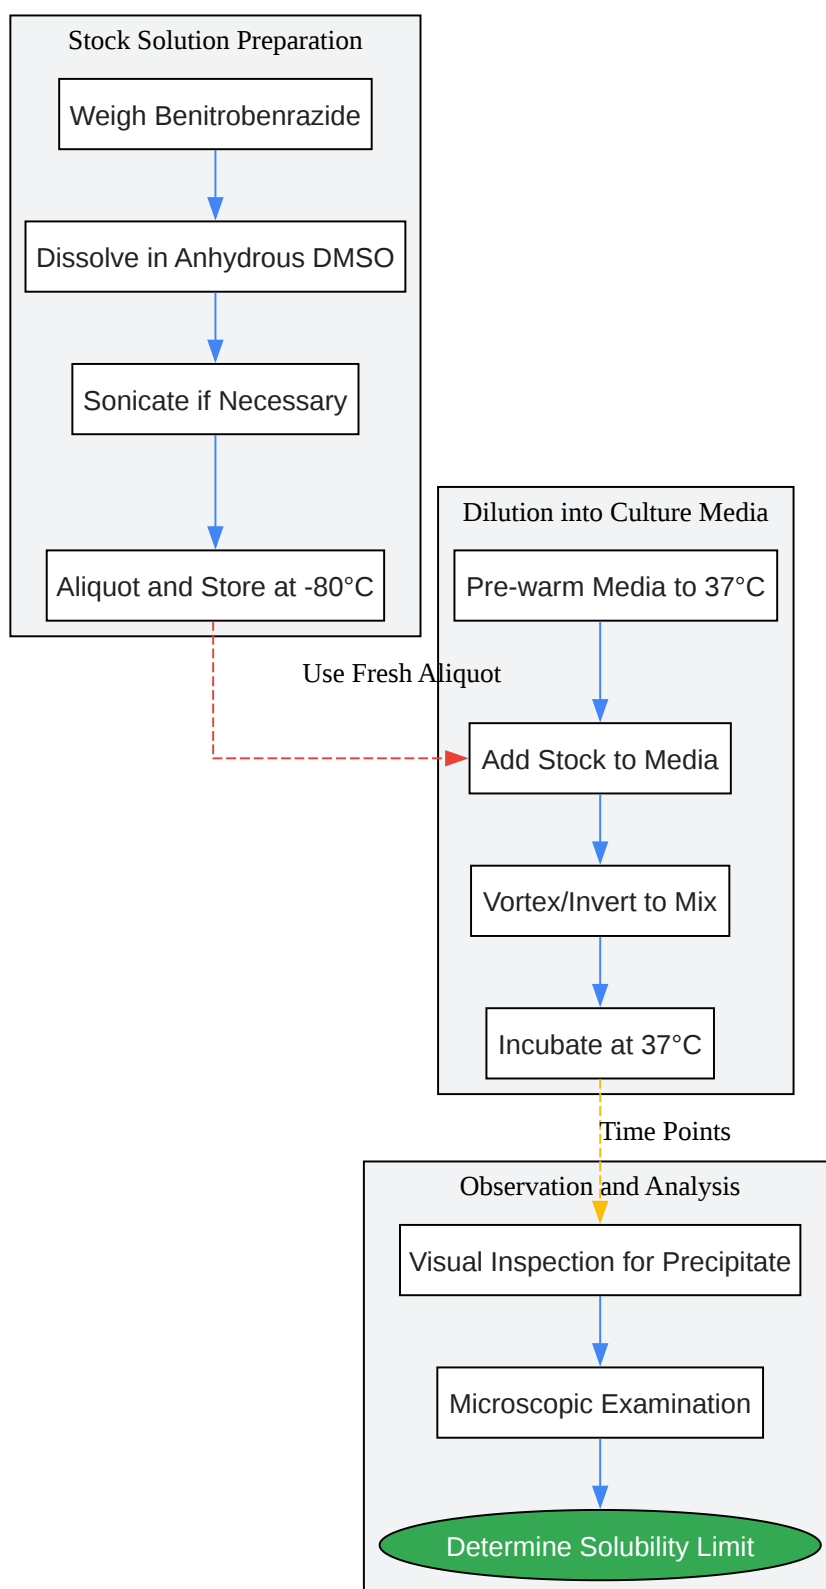 Stock Solution Preparation
Weigh Benitrobenrazide
Dissolve in Anhydrous DMSO
Sonicate if Necessary
Aliquot and Store at -80°C
Use Fresh Aliquot
Dilution into Culture Media
Pre-warm Media to 37°C
Add Stock to Media
Vortex/Invert to Mix
Incubate at 37°C
Time Points
Observation and Analysis
Visual Inspection for Precipitate
Microscopic Examination
Determine Solubility Limit